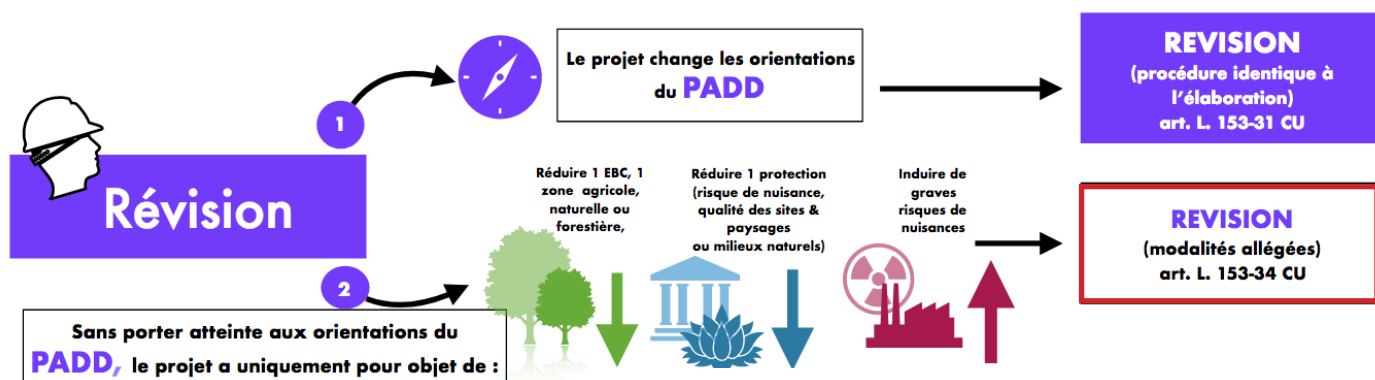 Révision
1
Le projet change les orientations
du PADD
REVISION
(procédure identique à
l'élaboration)
art. L. 153-31 CU
2
Sans porter atteinte aux orientations du
PADD, le projet a uniquement pour objet de :
Réduire 1 EBC, 1
zone agricole,
naturelle ou
forestière,
Réduire 1 protection
(risque de nuisance,
qualité des sites &
paysages
ou milieux naturels)
Induire de
graves
risques de
nuisances
REVISION
(modalités allégées)
art. L. 153-34 CU